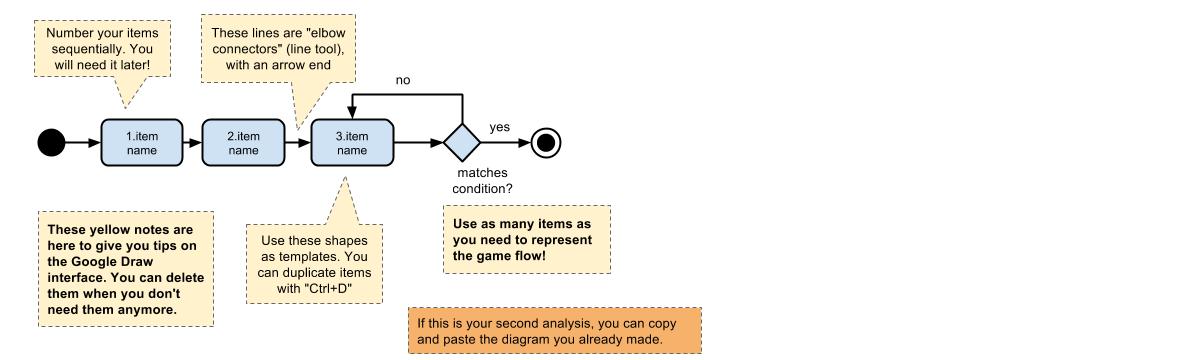 Number your items
sequentially. You
will need it later!
These lines are "elbow
connectors" (line tool),
with an arrow end
no
1.item
name
2.item
name
3.item
name
yes
matches
condition?
These yellow notes are
here to give you tips on
the Google Draw
interface. You can delete
them when you don't
need them anymore.
Use these shapes
as templates. You
can duplicate items
with "Ctrl+D"
Use as many items as
you need to represent
the game flow!
If this is your second analysis, you can copy
and paste the diagram you already made.